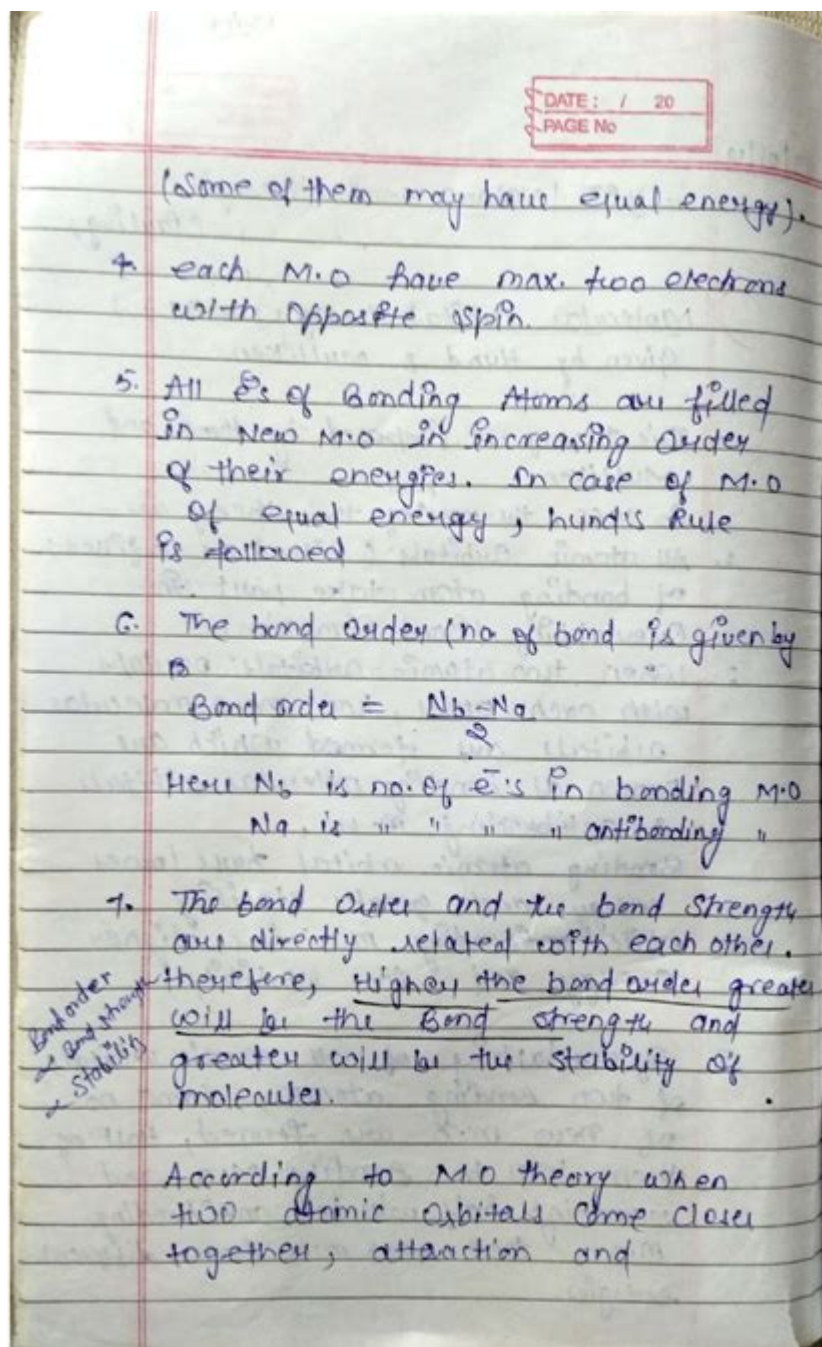 DATE: / 20
PAGE No
(Some of them may have equal energy).
4. each M.O have max. two electrons
with opposite spin.
5. All e̅s of Bonding Atoms are filled
in New M.O in increasing order
of their energies. In case of M.O
of equal energy, hund's Rule
is followed
6. The bond order (no of bond is given by
Bond order = Nb-Na
2
Here Nb is no. of e̅'s in bonding M.O
Na is " " " " antibonding "
7. The bond Order and the bond Strength
are directly related with each other.
therefore, Higher the bond order greater
will be the Bond strength and
greater will be the stability of
molecules.
Bond order
∝ Bond strength
∝ Stability
According to M.O theory when
two atomic orbitals Come closer
together, attraction and